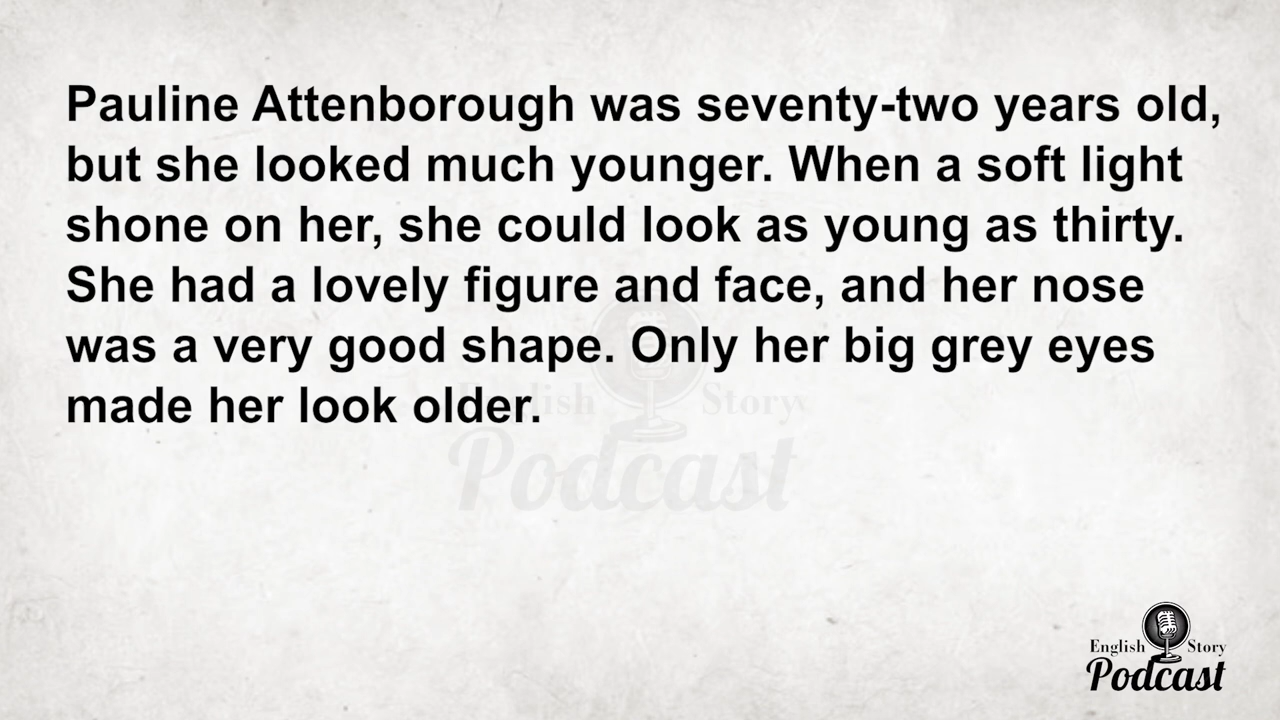 Pauline Attenborough was seventy-two years old,
but she looked much younger. When a soft light
shone on her, she could look as young as thirty.
She had a lovely figure and face, and her nose
was a very good shape. Only her big grey eyes
made her look older.
English Story
Podcast
English Story
Podcast